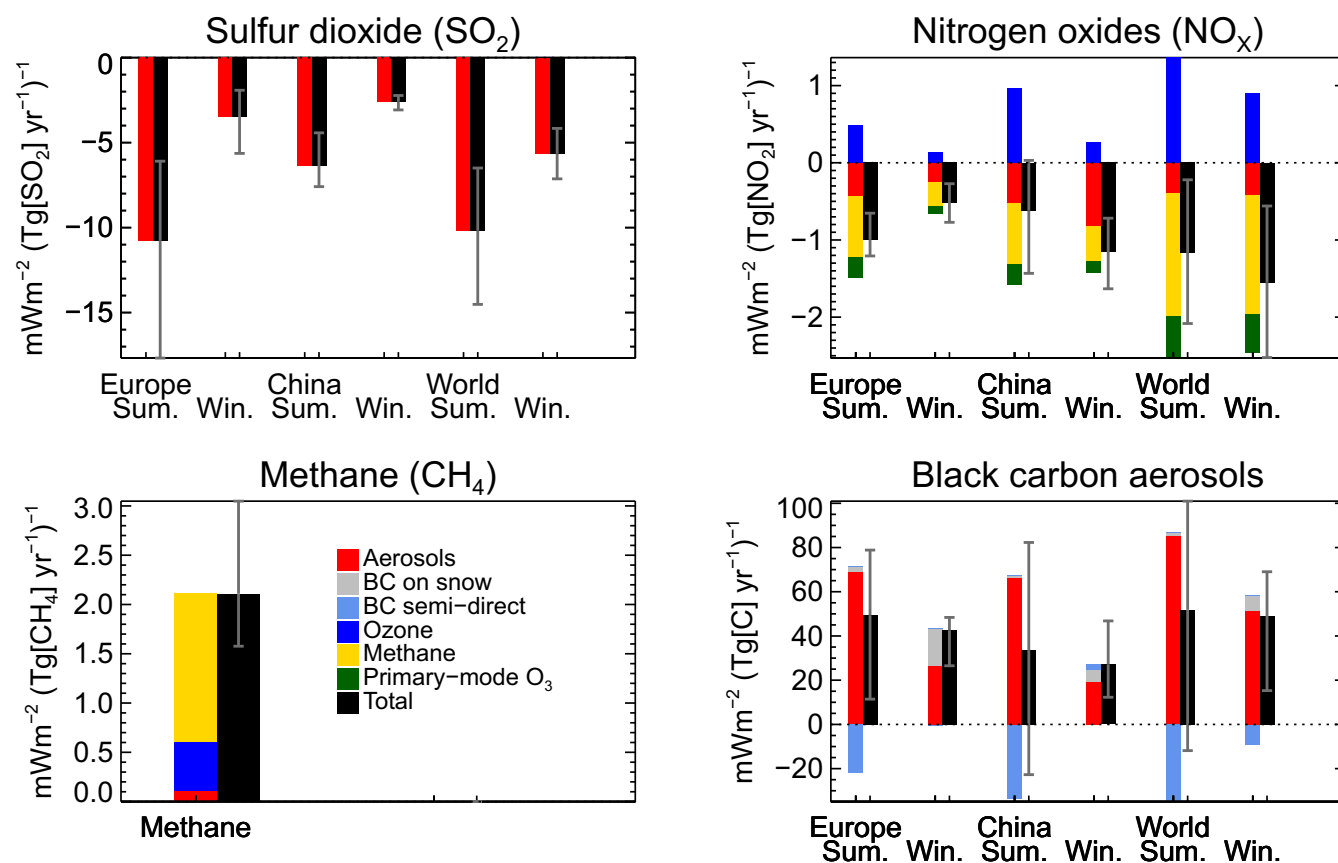 Sulfur dioxide (SO₂)
mWm⁻² (Tg[SO₂] yr⁻¹)⁻¹
0
−5
−10
−15
Europe China World
Sum. Win. Sum. Win. Sum. Win.
Nitrogen oxides (NOₓ)
mWm⁻² (Tg[NO₂] yr⁻¹)⁻¹
1
0
−1
−2
Europe China World
Sum. Win. Sum. Win. Sum. Win.
Methane (CH₄)
mWm⁻² (Tg[CH₄] yr⁻¹)⁻¹
3.0
2.5
2.0
1.5
1.0
0.5
0.0
Aerosols
BC on snow
BC semi−direct
Ozone
Methane
Primary−mode O₃
Total
Methane
Black carbon aerosols
mWm⁻² (Tg[C] yr⁻¹)⁻¹
100
80
60
40
20
0
−20
Europe China World
Sum. Win. Sum. Win. Sum. Win.